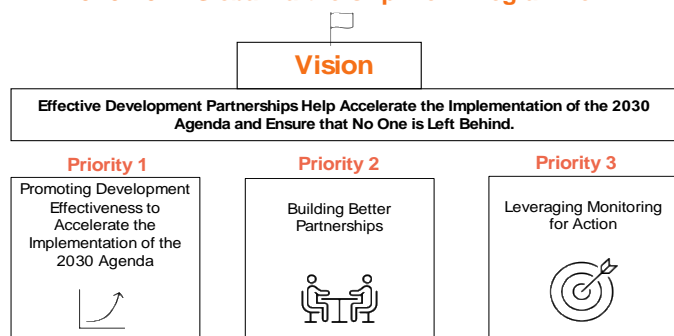 Vision
Effective Development Partnerships Help Accelerate the Implementation of the 2030
Agenda and Ensure that No One is Left Behind.
Priority 1
Priority 2
Priority 3
Promoting Development
Effectiveness to
Accelerate the
Implementation of the
2030 Agenda
Building Better
Partnerships
Leveraging Monitoring
for Action